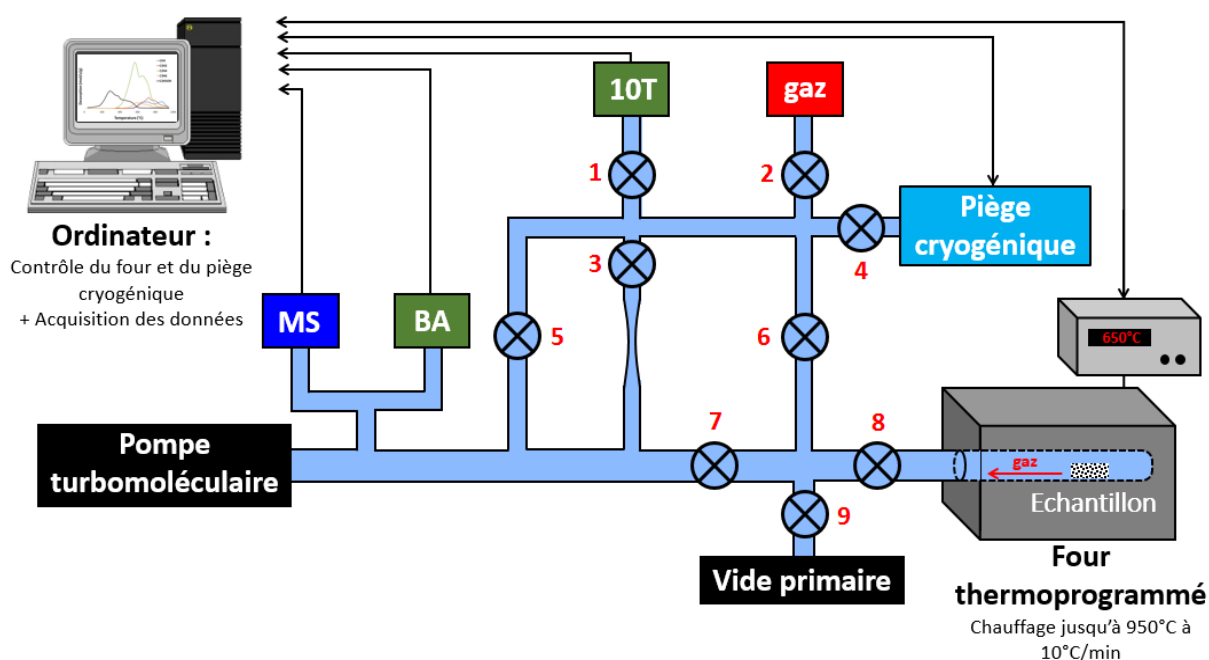 10T
gaz
1
2
Piège
cryogénique
Ordinateur :
Contrôle du four et du piège
cryogénique
+ Acquisition des données
3
4
MS
BA
5
6
650°C
7
8
Pompe
turbomoléculaire
gaz
Echantillon
9
Vide primaire
Four
thermoprogrammé
Chauffage jusqu'à 950°C à
10°C/min